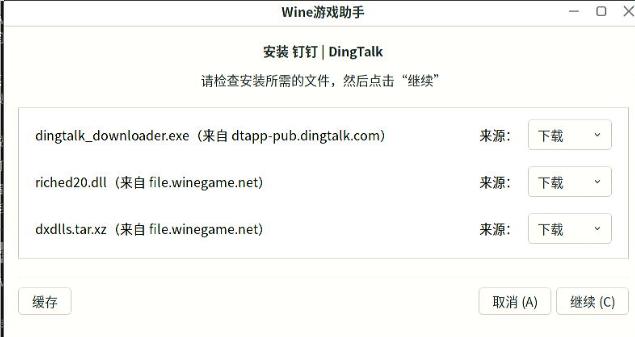 Wine游戏助手
安装 钉钉 | DingTalk
请检查安装所需的文件，然后点击“继续”
dingtalk_downloader.exe（来自 dtapp-pub.dingtalk.com） 来源： 下载
riched20.dll（来自 file.winegame.net） 来源： 下载
dxdlls.tar.xz（来自 file.winegame.net） 来源： 下载
缓存 取消 (A) 继续 (C)